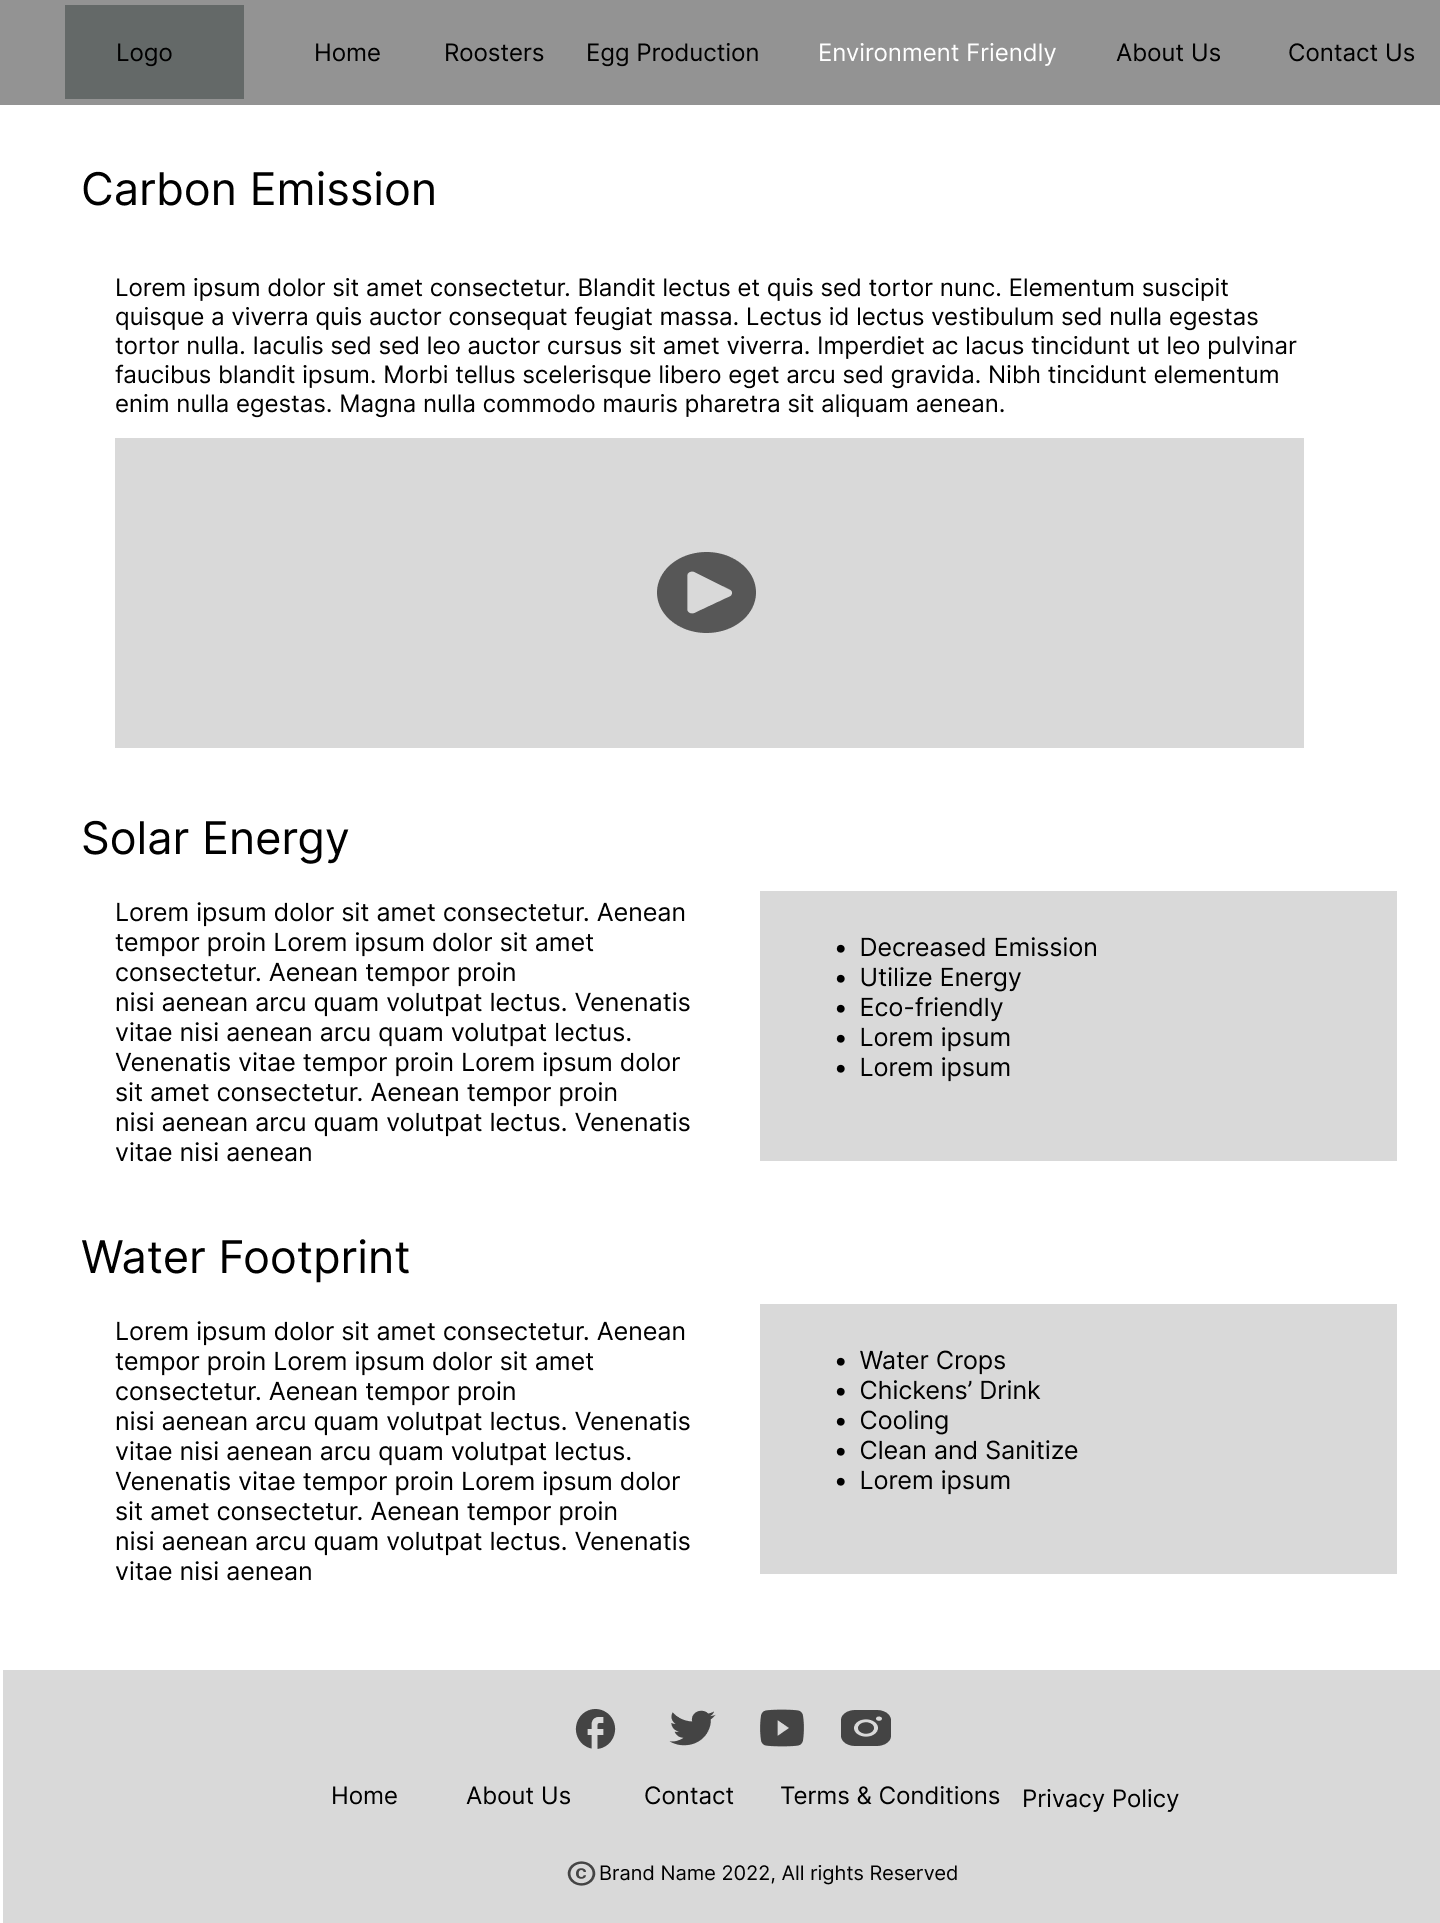 Logo Home Roosters Egg Production Environment Friendly About Us Contact Us
Carbon Emission
Lorem ipsum dolor sit amet consectetur. Blandit lectus et quis sed tortor nunc. Elementum suscipit
quisque a viverra quis auctor consequat feugiat massa. Lectus id lectus vestibulum sed nulla egestas
tortor nulla. Iaculis sed sed leo auctor cursus sit amet viverra. Imperdiet ac lacus tincidunt ut leo pulvinar
faucibus blandit ipsum. Morbi tellus scelerisque libero eget arcu sed gravida. Nibh tincidunt elementum
enim nulla egestas. Magna nulla commodo mauris pharetra sit aliquam aenean.
Solar Energy
Lorem ipsum dolor sit amet consectetur. Aenean
tempor proin Lorem ipsum dolor sit amet
consectetur. Aenean tempor proin
nisi aenean arcu quam volutpat lectus. Venenatis
vitae nisi aenean arcu quam volutpat lectus.
Venenatis vitae tempor proin Lorem ipsum dolor
sit amet consectetur. Aenean tempor proin
nisi aenean arcu quam volutpat lectus. Venenatis
vitae nisi aenean
• Decreased Emission
• Utilize Energy
• Eco-friendly
• Lorem ipsum
• Lorem ipsum
Water Footprint
Lorem ipsum dolor sit amet consectetur. Aenean
tempor proin Lorem ipsum dolor sit amet
consectetur. Aenean tempor proin
nisi aenean arcu quam volutpat lectus. Venenatis
vitae nisi aenean arcu quam volutpat lectus.
Venenatis vitae tempor proin Lorem ipsum dolor
sit amet consectetur. Aenean tempor proin
nisi aenean arcu quam volutpat lectus. Venenatis
vitae nisi aenean
• Water Crops
• Chickens’ Drink
• Cooling
• Clean and Sanitize
• Lorem ipsum
Home About Us Contact Terms & Conditions Privacy Policy
© Brand Name 2022, All rights Reserved